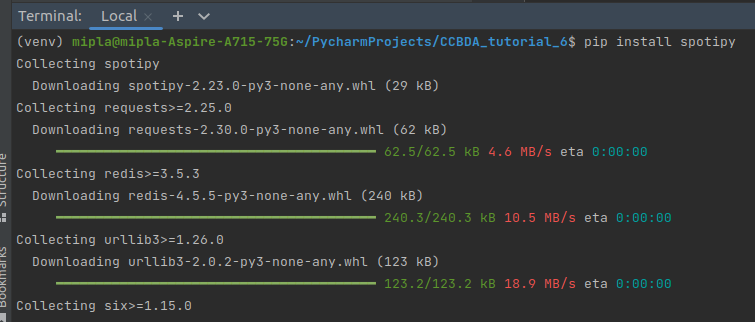 Terminal: Local × + ∨
(venv) mipla@mipla-Aspire-A715-75G:~/PycharmProjects/CCBDA_tutorial_6$ pip install spotipy
Collecting spotipy
  Downloading spotipy-2.23.0-py3-none-any.whl (29 kB)
Collecting requests>=2.25.0
  Downloading requests-2.30.0-py3-none-any.whl (62 kB)
62.5/62.5 kB 4.6 MB/s eta 0:00:00
Collecting redis>=3.5.3
  Downloading redis-4.5.5-py3-none-any.whl (240 kB)
240.3/240.3 kB 10.5 MB/s eta 0:00:00
Collecting urllib3>=1.26.0
  Downloading urllib3-2.0.2-py3-none-any.whl (123 kB)
123.2/123.2 kB 18.9 MB/s eta 0:00:00
Collecting six>=1.15.0
Structure
Bookmarks